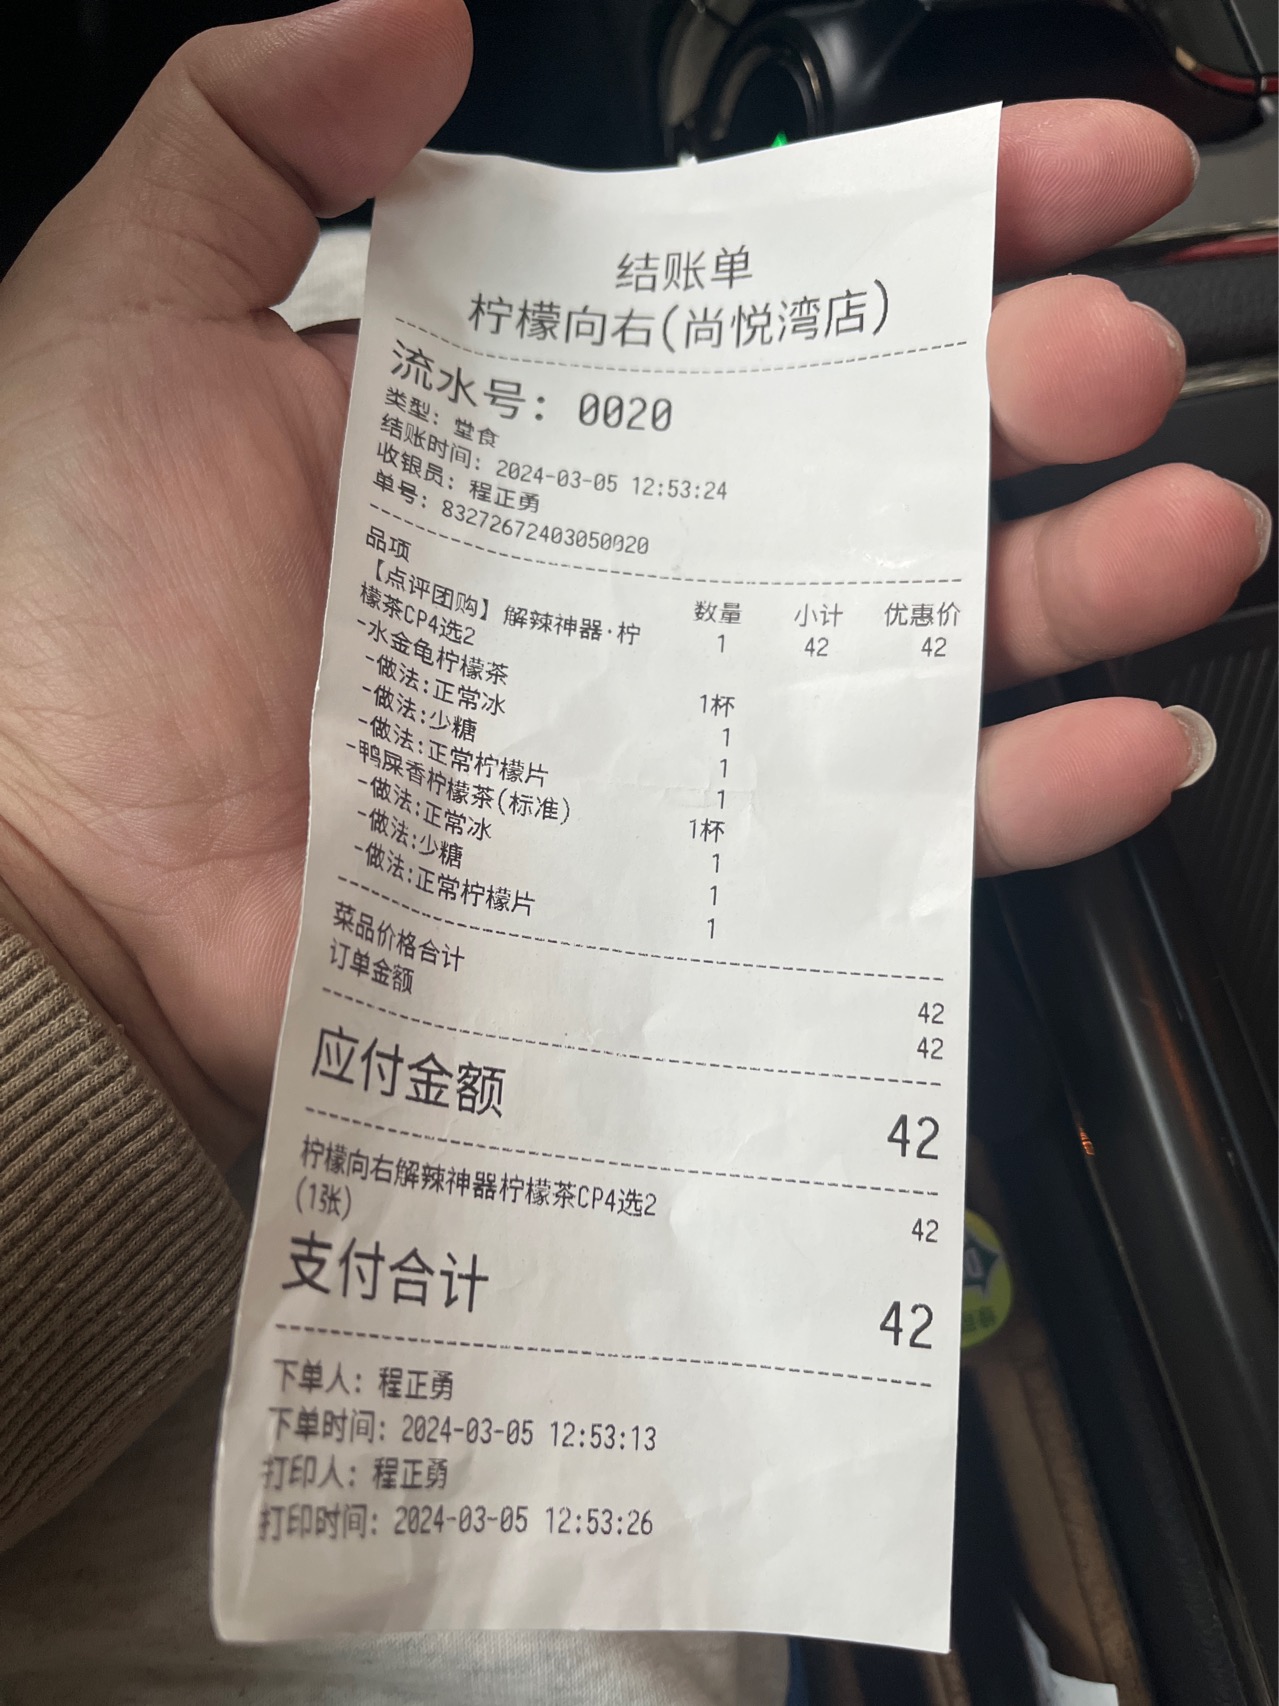 结账单
柠檬向右(尚悦湾店)
流水号: 0020
类型: 堂食
结账时间: 2024-03-05 12:53:24
收银员: 程正勇
单号: 83272672403050020
品项 数量 小计 优惠价
【点评团购】解辣神器·柠 1 42 42
檬茶CP4选2
-水金龟柠檬茶 1杯
-做法:正常冰 1
-做法:少糖 1
-做法:正常柠檬片 1
-鸭屎香柠檬茶(标准) 1杯
-做法:正常冰 1
-做法:少糖 1
-做法:正常柠檬片 1
菜品价格合计 42
订单金额 42
应付金额 42
柠檬向右解辣神器柠檬茶CP4选2 42
(1张)
支付合计 42
下单人: 程正勇
下单时间: 2024-03-05 12:53:13
打印人: 程正勇
打印时间: 2024-03-05 12:53:26